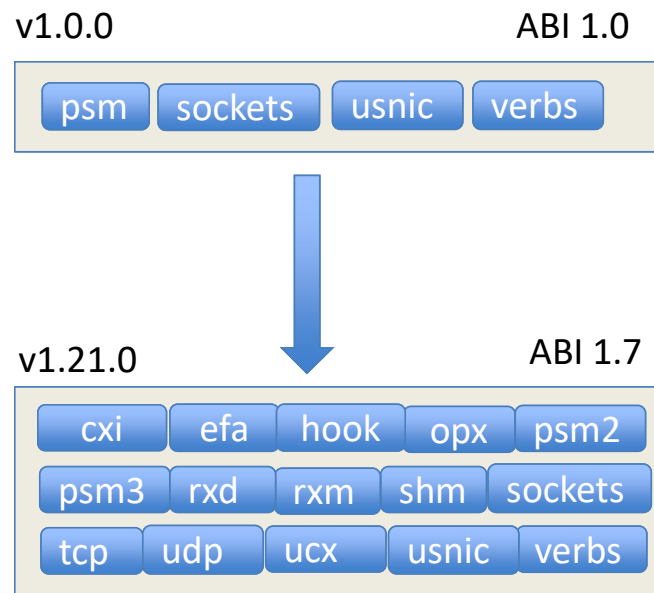 v1.0.0 ABI 1.0
psm sockets usnic verbs
v1.21.0 ABI 1.7
cxi efa hook opx psm2
psm3 rxd rxm shm sockets
tcp udp ucx usnic verbs